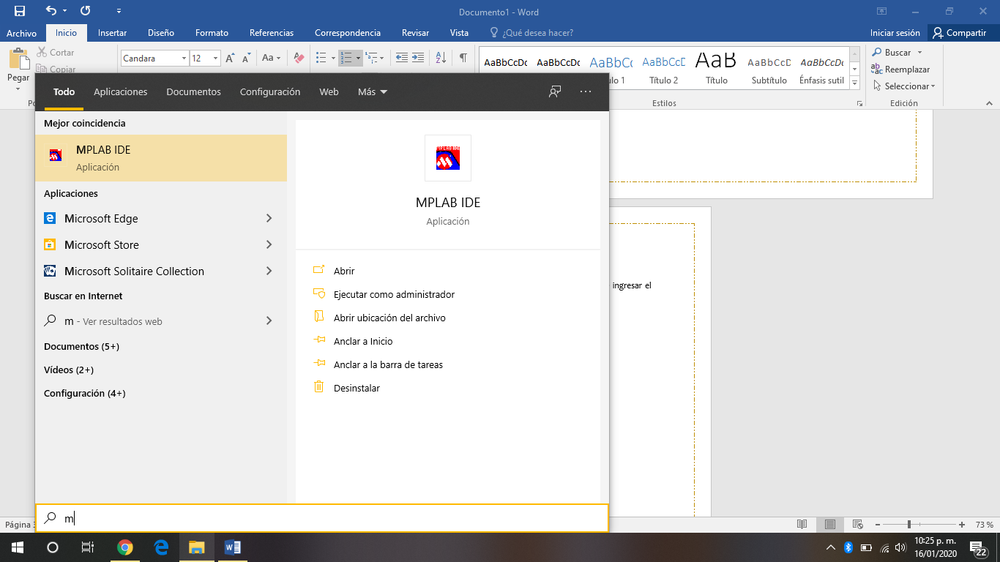 Documento1 - Word
Archivo Inicio Insertar Diseño Formato Referencias Correspondencia Revisar Vista ¿Qué desea hacer? Iniciar sesión Compartir
Pegar
Cortar
Copiar
Candara 12
AaBbCcDc AaBbCcDc AaBbCc AaBbCcD AaB AaBbCcD AaBbCcDc
Título 2 Título Subtítulo Énfasis sutil
Estilos
Buscar
Reemplazar
Seleccionar
Edición
Todo Aplicaciones Documentos Configuración Web Más
Mejor coincidencia
MPLAB IDE
Aplicación
Aplicaciones
Microsoft Edge
Microsoft Store
Microsoft Solitaire Collection
Buscar en Internet
m - Ver resultados web
Documentos (5+)
Vídeos (2+)
Configuración (4+)
MPLAB IDE
MPLAB IDE
Aplicación
Abrir
Ejecutar como administrador
Abrir ubicación del archivo
Anclar a Inicio
Anclar a la barra de tareas
Desinstalar
ingresar el
m
Página
73 %
10:25 p. m.
16/01/2020
22